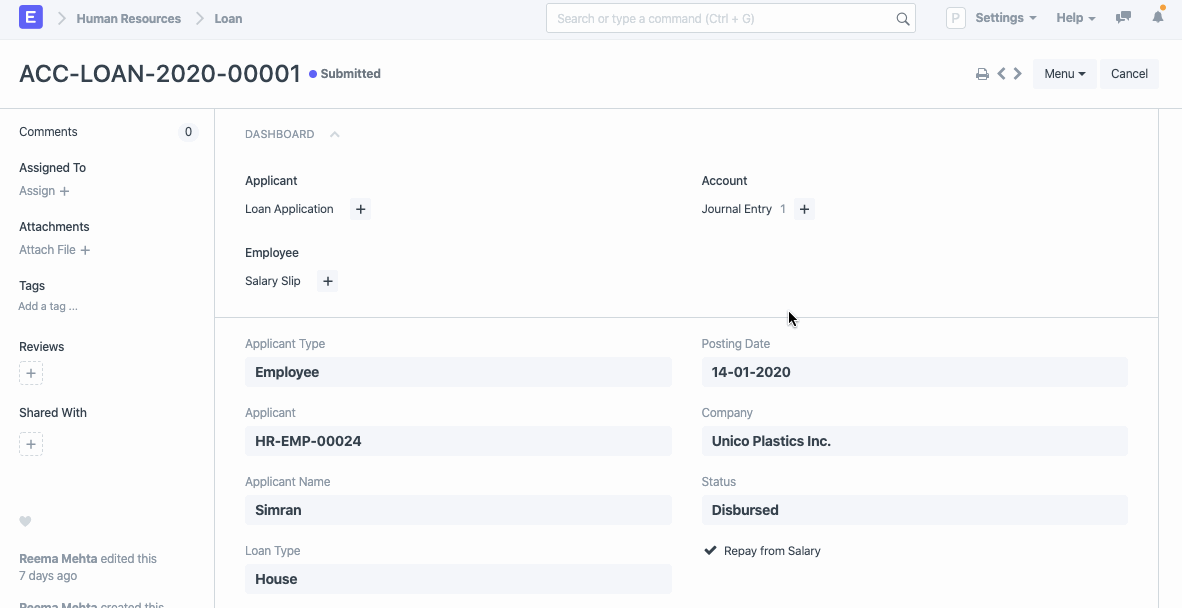 E Human Resources Loan
Search or type a command (Ctrl + G)
P Settings Help
ACC-LOAN-2020-00001 Submitted
Menu Cancel
Comments 0
Assigned To
Assign +
Attachments
Attach File +
Tags
Add a tag ...
Reviews
+
Shared With
+
Reema Mehta edited this
7 days ago
Reema Mehta created this
DASHBOARD
Applicant
Loan Application +
Account
Journal Entry 1 +
Employee
Salary Slip +
Applicant Type
Employee
Posting Date
14-01-2020
Applicant
HR-EMP-00024
Company
Unico Plastics Inc.
Applicant Name
Simran
Status
Disbursed
Loan Type
House
Repay from Salary